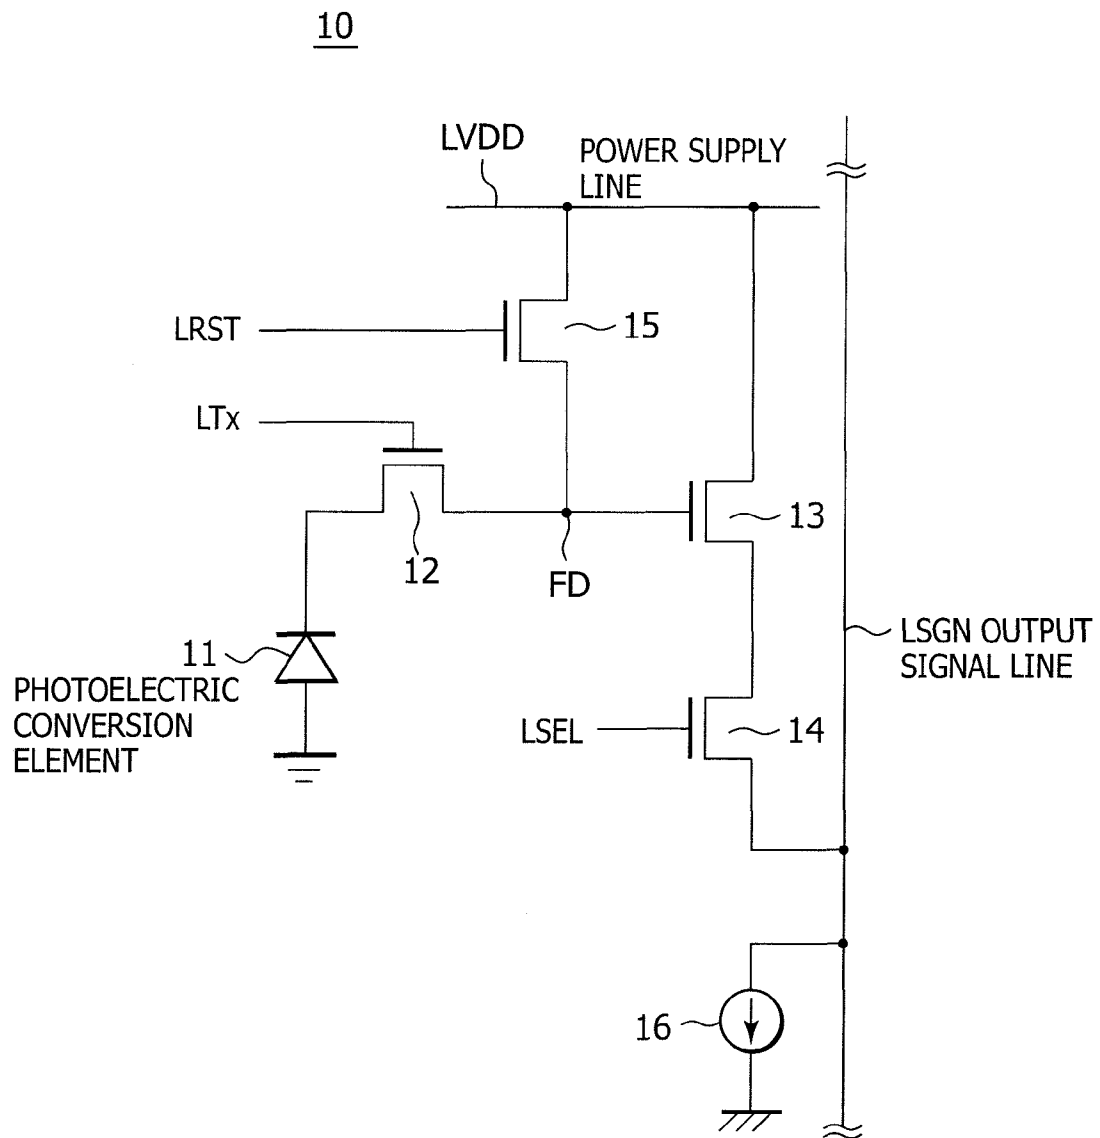 10
LVDD
POWER SUPPLY
LINE
LRST
15
LTx
12
FD
13
11
PHOTOELECTRIC
CONVERSION
ELEMENT
LSGN OUTPUT
SIGNAL LINE
LSEL
14
16